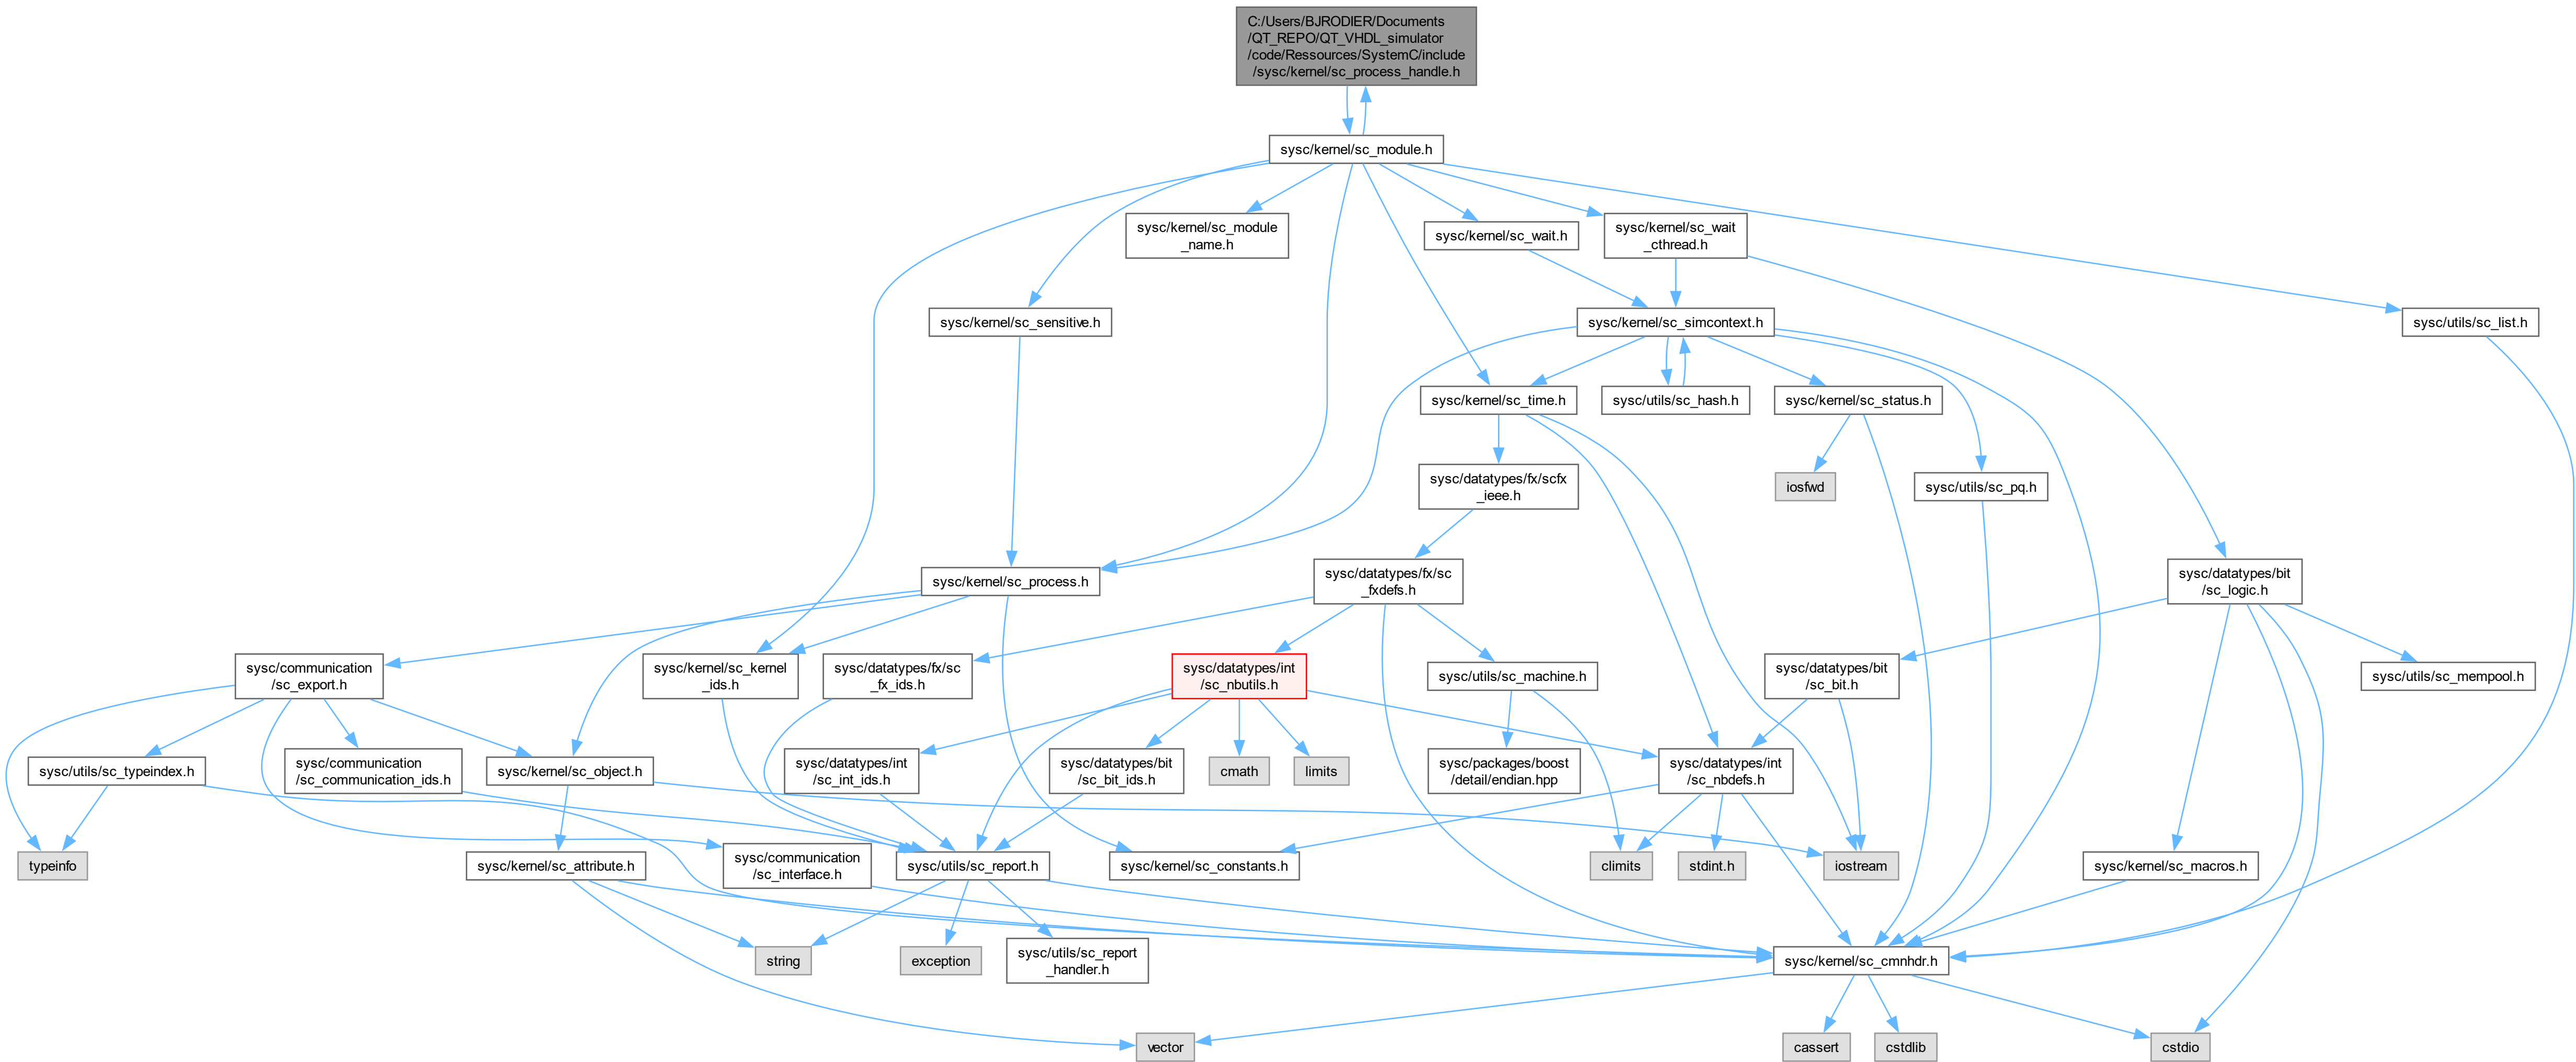 C:/Users/BJRODIER/Documents
/QT_REPO/QT_VHDL_simulator
/code/Ressources/SystemC/include
/sysc/kernel/sc_process_handle.h
sysc/kernel/sc_module.h
sysc/kernel/sc_module
_name.h
sysc/kernel/sc_wait.h
sysc/kernel/sc_wait
_cthread.h
sysc/kernel/sc_sensitive.h
sysc/kernel/sc_simcontext.h
sysc/utils/sc_list.h
sysc/kernel/sc_time.h
sysc/utils/sc_hash.h
sysc/kernel/sc_status.h
sysc/datatypes/fx/scfx
_ieee.h
iosfwd
sysc/utils/sc_pq.h
sysc/kernel/sc_process.h
sysc/datatypes/fx/sc
_fxdefs.h
sysc/datatypes/bit
/sc_logic.h
sysc/communication
/sc_export.h
sysc/kernel/sc_kernel
_ids.h
sysc/datatypes/fx/sc
_fx_ids.h
sysc/datatypes/int
/sc_nbutils.h
sysc/utils/sc_machine.h
sysc/datatypes/bit
/sc_bit.h
sysc/utils/sc_mempool.h
sysc/utils/sc_typeindex.h
sysc/communication
/sc_communication_ids.h
sysc/kernel/sc_object.h
sysc/datatypes/int
/sc_int_ids.h
sysc/datatypes/bit
/sc_bit_ids.h
cmath
limits
sysc/packages/boost
/detail/endian.hpp
sysc/datatypes/int
/sc_nbdefs.h
typeinfo
sysc/kernel/sc_attribute.h
sysc/communication
/sc_interface.h
sysc/utils/sc_report.h
sysc/kernel/sc_constants.h
climits
stdint.h
iostream
sysc/kernel/sc_macros.h
string
exception
sysc/utils/sc_report
_handler.h
sysc/kernel/sc_cmnhdr.h
vector
cassert
cstdlib
cstdio